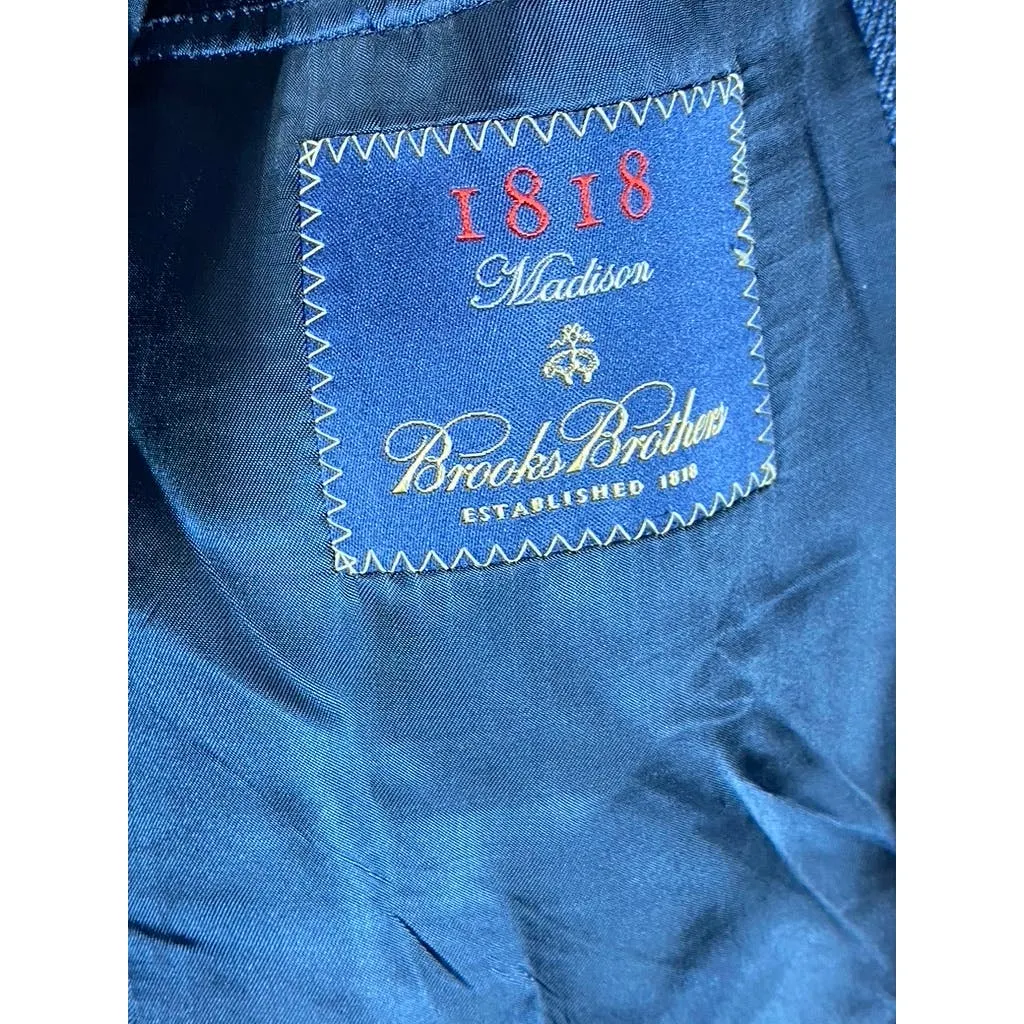 1818
Madison
Brooks Brothers
ESTABLISHED 1818